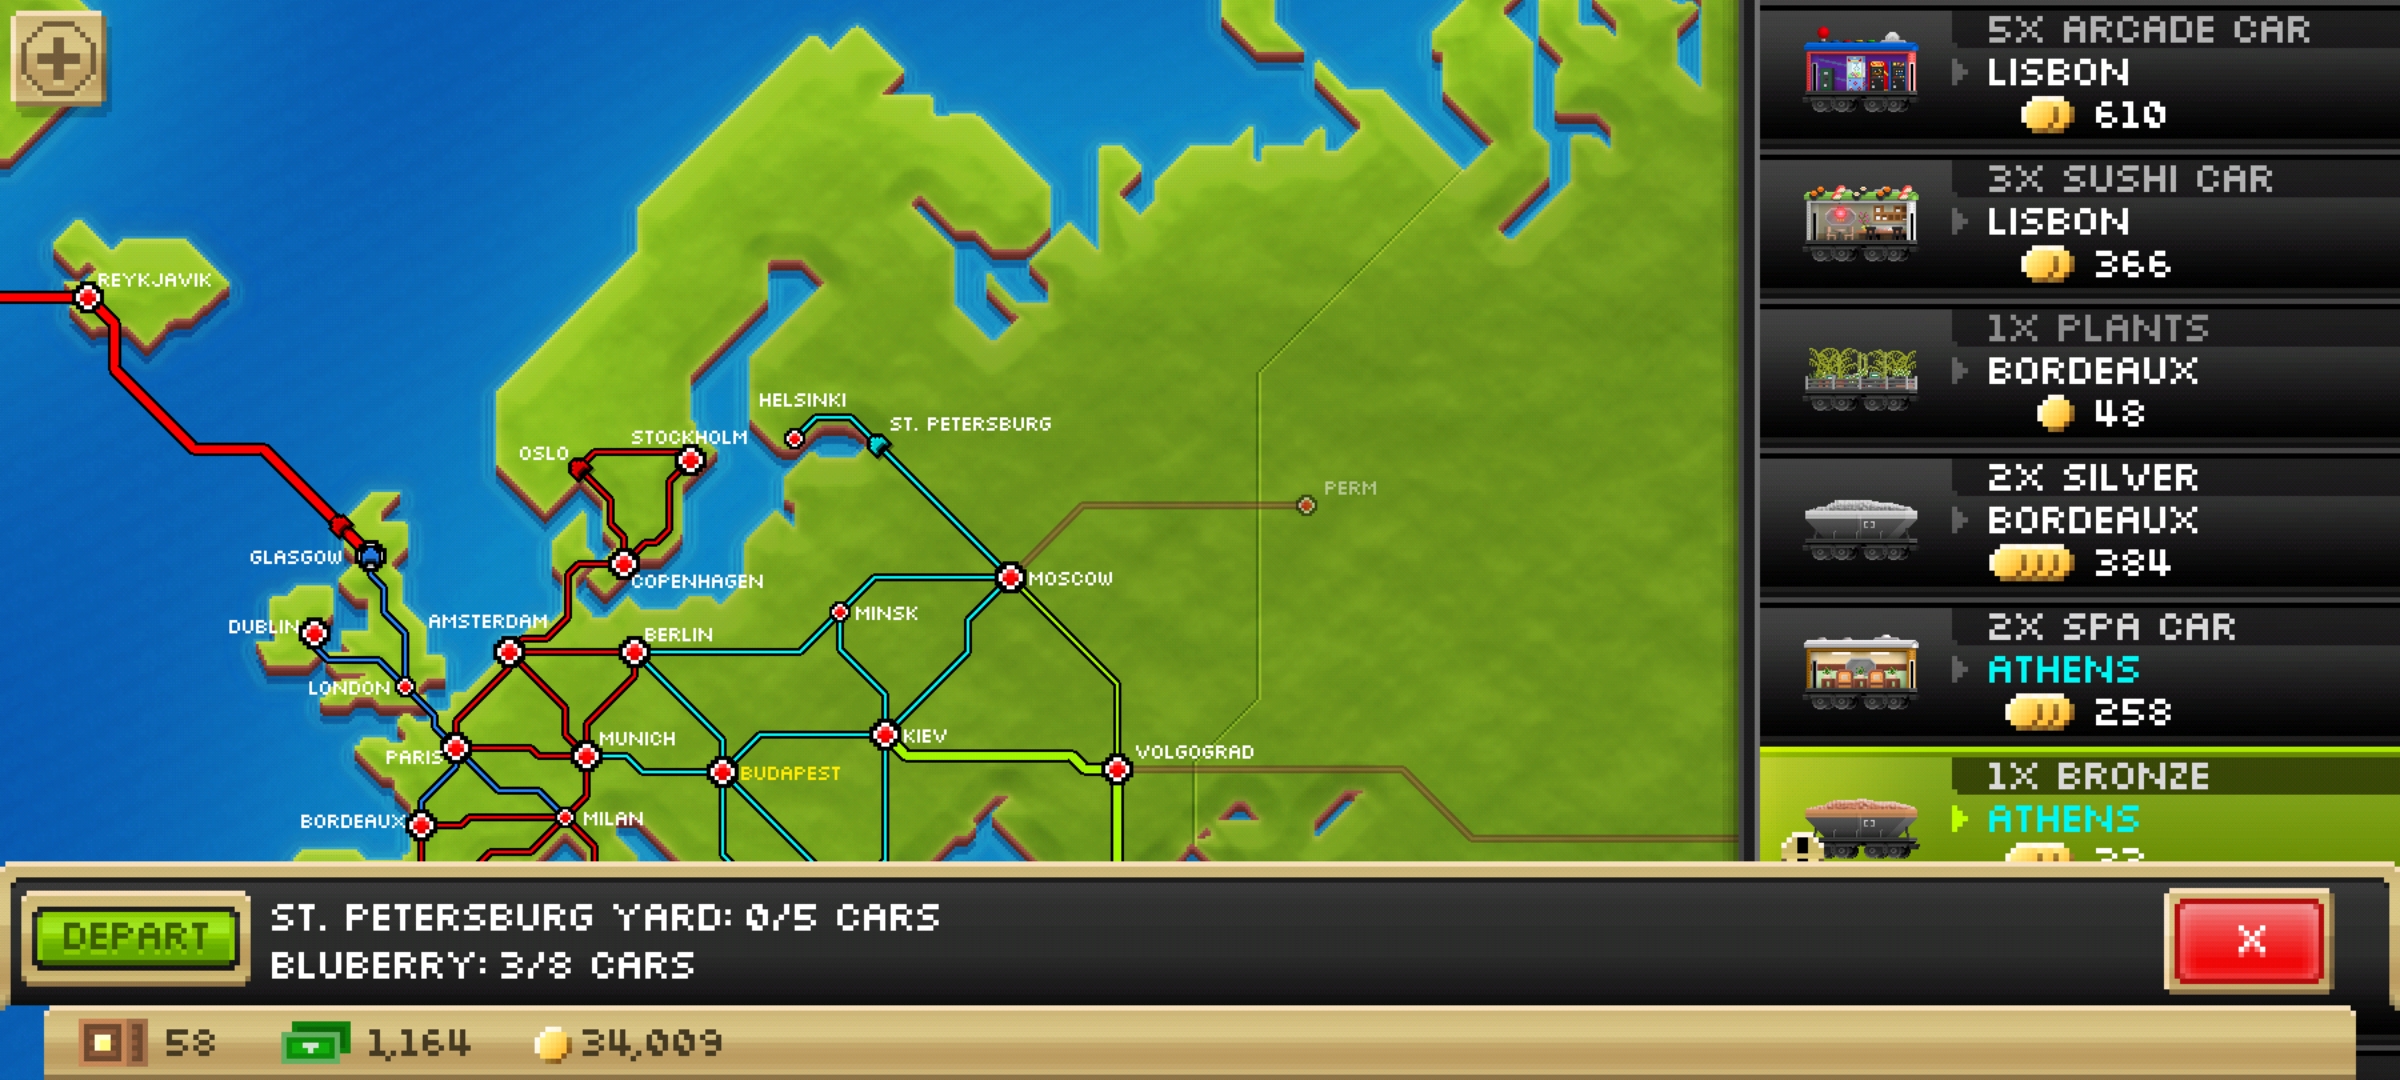 5X ARCADE CAR
LISBON
610
3X SUSHI CAR
LISBON
366
1X PLANTS
BORDEAUX
48
2X SILVER
BORDEAUX
384
2X SPA CAR
ATHENS
258
1X BRONZE
ATHENS
REYKJAVIK
HELSINKI
ST. PETERSBURG
STOCKHOLM
OSLO
PERM
GLASGOW
COPENHAGEN
MOSCOW
MINSK
DUBLIN
AMSTERDAM
BERLIN
LONDON
MUNICH
KIEV
VOLGOGRAD
PARIS
BUDAPEST
BORDEAUX
MILAN
DEPART
ST. PETERSBURG YARD: 0/5 CARS
BLUBERRY: 3/8 CARS
X
58
1,164
34,009